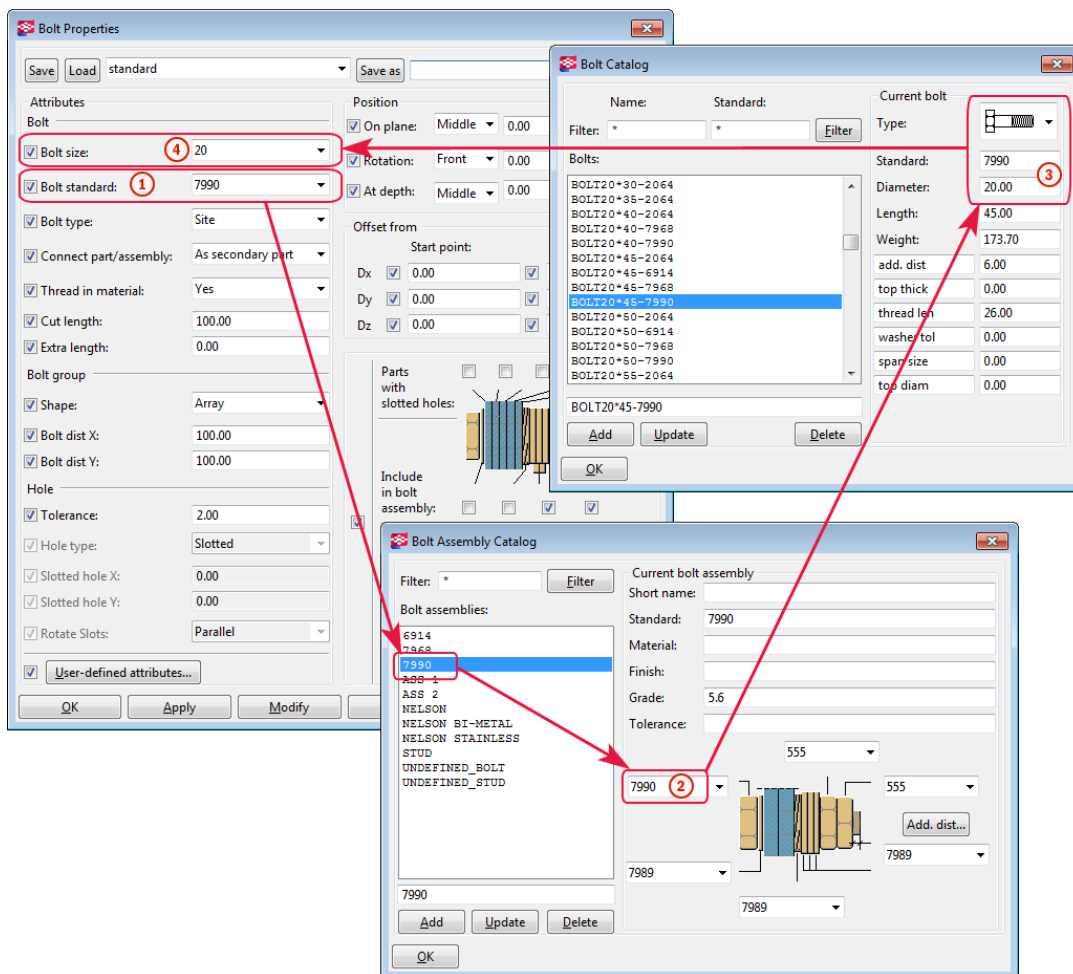 Bolt Properties
Save Load standard Save as
Attributes
Bolt
Bolt size: 4 20
Bolt standard: 1 7990
Bolt type: Site
Connect part/assembly: As secondary part
Thread in material: Yes
Cut length: 100.00
Extra length: 0.00
Bolt group
Shape: Array
Bolt dist X: 100.00
Bolt dist Y: 100.00
Hole
Tolerance: 2.00
Hole type: Slotted
Slotted hole X: 0.00
Slotted hole Y: 0.00
Rotate Slots: Parallel
User-defined attributes...
OK Apply Modify
Position
On plane: Middle 0.00
Rotation: Front 0.00
At depth: Middle 0.00
Offset from
Start point:
Dx 0.00
Dy 0.00
Dz 0.00
Parts
with
slotted holes:
Include
in bolt
assembly:
Bolt Catalog
Name: Standard:
Filter: * * Filter
Bolts:
BOLT20*30-2064
BOLT20*35-2064
BOLT20*40-2064
BOLT20*40-7968
BOLT20*40-7990
BOLT20*45-2064
BOLT20*45-6914
BOLT20*45-7968
BOLT20*45-7990
BOLT20*50-2064
BOLT20*50-6914
BOLT20*50-7968
BOLT20*50-7990
BOLT20*55-2064
BOLT20*45-7990
Add Update Delete
OK
Current bolt
Type:
Standard: 7990
3
Diameter: 20.00
Length: 45.00
Weight: 173.70
add. dist 6.00
top thick 0.00
thread len 26.00
washer tol 0.00
span size 0.00
top diam 0.00
Bolt Assembly Catalog
Filter: * Filter
Bolt assemblies:
6914
7968
7990
ASS 1
ASS 2
NELSON
NELSON BI-METAL
NELSON STAINLESS
STUD
UNDEFINED_BOLT
UNDEFINED_STUD
7990
Add Update Delete
OK
Current bolt assembly
Short name:
Standard: 7990
Material:
Finish:
Grade: 5.6
Tolerance:
555
7990 2 555
Add. dist...
7989
7989
7989